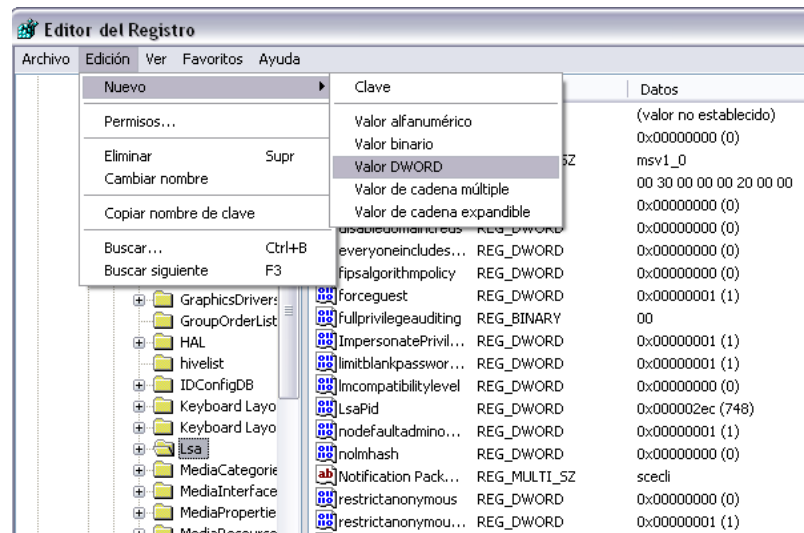 Editor del Registro
Archivo Edición Ver Favoritos Ayuda
Nuevo
Permisos...
Eliminar Supr
Cambiar nombre
Copiar nombre de clave
Buscar... Ctrl+B
Buscar siguiente F3
Clave
Valor alfanumérico
Valor binario
Valor DWORD
Valor de cadena múltiple
Valor de cadena expandible
Datos
(valor no establecido)
0x00000000 (0)
SZ msv1_0
00 30 00 00 00 20 00 00
0x00000000 (0)
disabledomaincreds REG_DWORD 0x00000000 (0)
everyoneincludes... REG_DWORD 0x00000000 (0)
fipsalgorithmpolicy REG_DWORD 0x00000000 (0)
GraphicsDrivers forceguest REG_DWORD 0x00000001 (1)
GroupOrderList fullprivilegeauditing REG_BINARY 00
HAL ImpersonatePrivil... REG_DWORD 0x00000001 (1)
hivelist limitblankpasswor... REG_DWORD 0x00000001 (1)
IDConfigDB lmcompatibilitylevel REG_DWORD 0x00000000 (0)
Keyboard Layo LsaPid REG_DWORD 0x000002ec (748)
Keyboard Layo nodefaultadmino... REG_DWORD 0x00000001 (1)
Lsa nolmhash REG_DWORD 0x00000000 (0)
MediaCategorie Notification Pack... REG_MULTI_SZ scecli
MediaInterface restrictanonymous REG_DWORD 0x00000000 (0)
MediaPropertie restrictanonymou... REG_DWORD 0x00000001 (1)